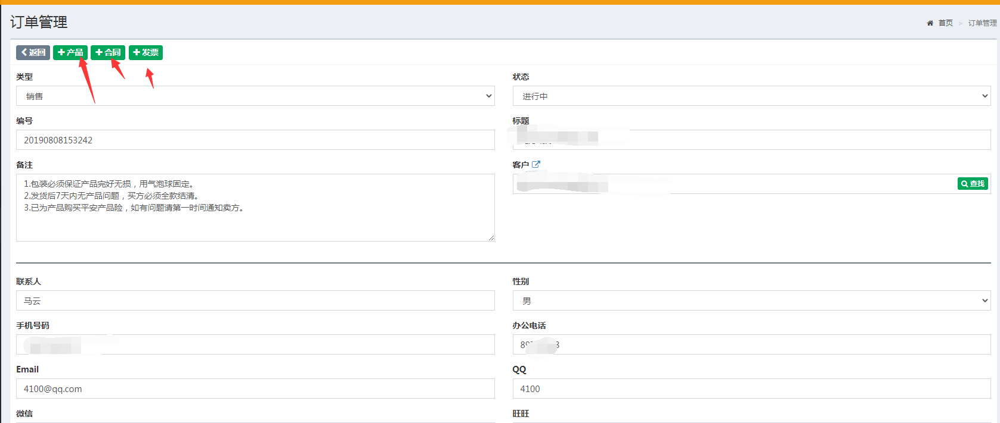 订单管理
首页 > 订单管理
返回 产品 合同 发票
类型
状态
销售
进行中
编号
标题
20190808153242
备注
客户
1.包装必须保证产品完好无损，用气泡球固定。
2.发货后7天内无产品问题，买方必须全款结清。
3.已为产品购买平安产品险，如有问题请第一时间通知卖方。
查找
联系人
性别
马云
男
手机号码
办公电话
Email
QQ
4100@qq.com
4100
微信
旺旺